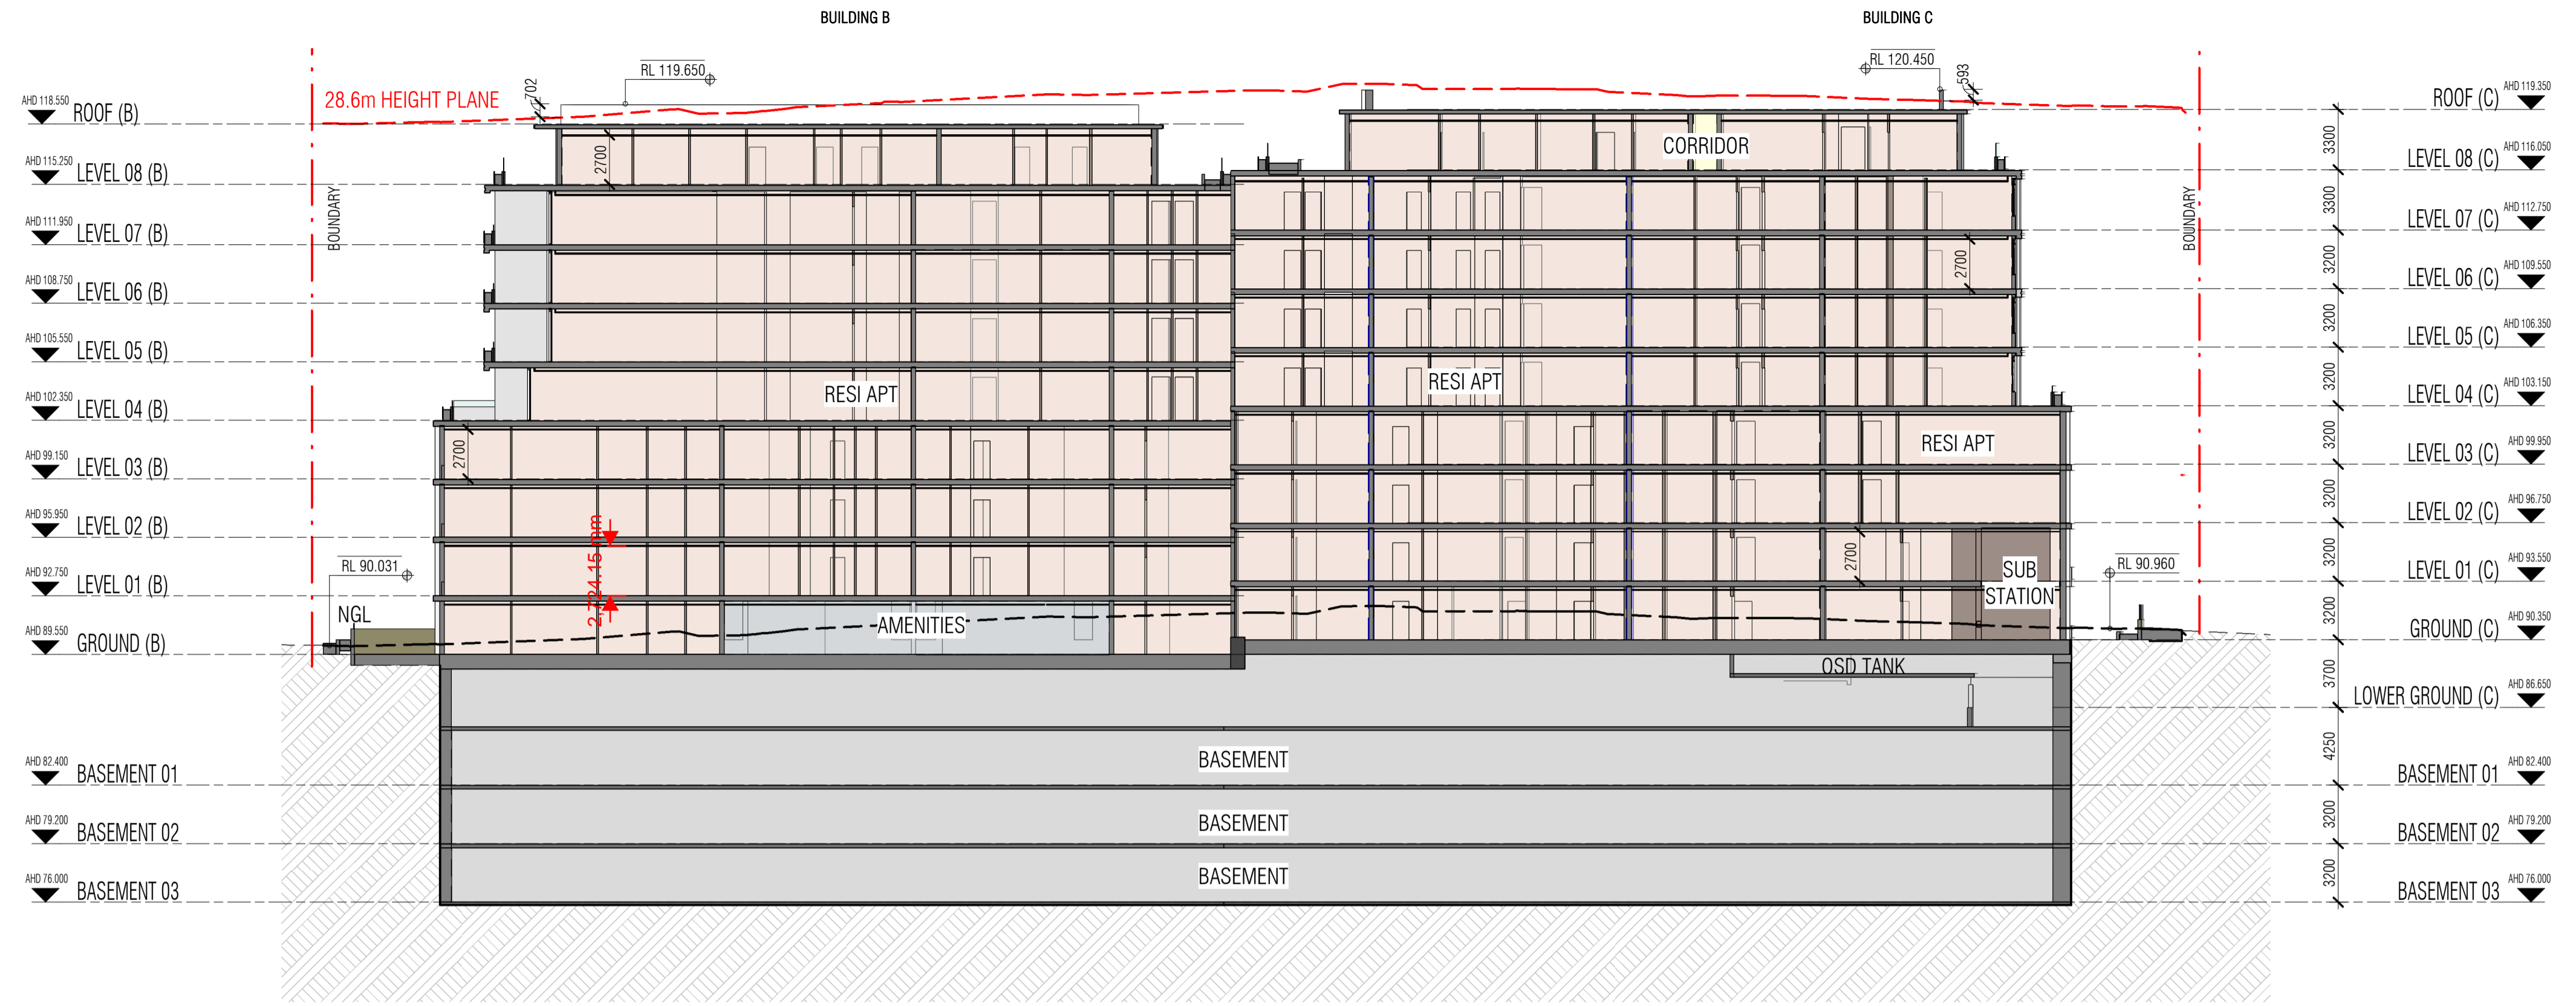 BUILDING B
BUILDING C
RL 119.650
RL 120.450
702
593
28.6m HEIGHT PLANE
AHD 118.550
ROOF (B)
AHD 115.250
LEVEL 08 (B)
AHD 111.950
LEVEL 07 (B)
AHD 108.750
LEVEL 06 (B)
AHD 105.550
LEVEL 05 (B)
AHD 102.350
LEVEL 04 (B)
AHD 99.150
LEVEL 03 (B)
AHD 95.950
LEVEL 02 (B)
AHD 92.750
LEVEL 01 (B)
AHD 89.550
GROUND (B)
AHD 82.400
BASEMENT 01
AHD 79.200
BASEMENT 02
AHD 76.000
BASEMENT 03
BOUNDARY
RL 90.031
NGL
2700
2700
2,724.15 mm
RESI APT
AMENITIES
CORRIDOR
RESI APT
2700
RESI APT
2700
SUB
STATION
OSD TANK
BASEMENT
BASEMENT
BASEMENT
BOUNDARY
RL 90.960
3300
3300
3200
3200
3200
3200
3200
3200
3200
3700
4250
3200
3200
ROOF (C)
AHD 119.350
LEVEL 08 (C)
AHD 116.050
LEVEL 07 (C)
AHD 112.750
LEVEL 06 (C)
AHD 109.550
LEVEL 05 (C)
AHD 106.350
LEVEL 04 (C)
AHD 103.150
LEVEL 03 (C)
AHD 99.950
LEVEL 02 (C)
AHD 96.750
LEVEL 01 (C)
AHD 93.550
GROUND (C)
AHD 90.350
LOWER GROUND (C)
AHD 86.650
BASEMENT 01
AHD 82.400
BASEMENT 02
AHD 79.200
BASEMENT 03
AHD 76.000